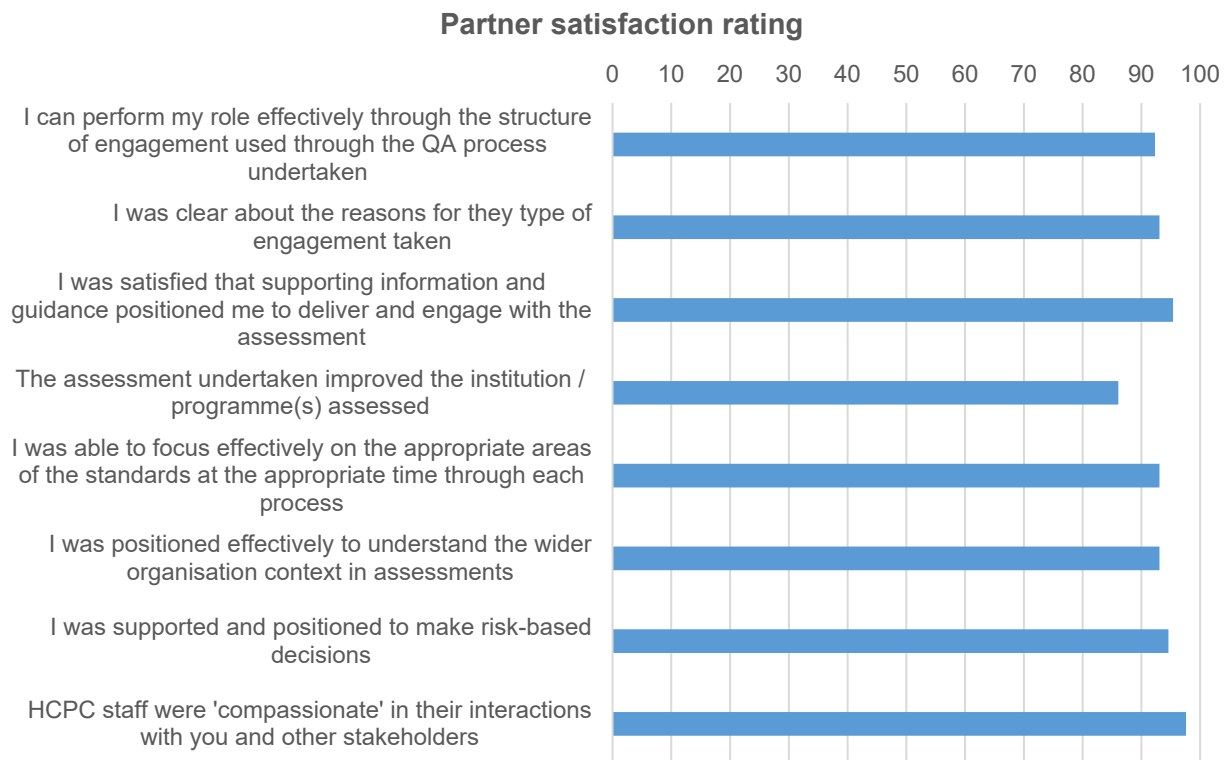 Partner satisfaction rating
0 10 20 30 40 50 60 70 80 90 100
I can perform my role effectively through the structure
of engagement used through the QA process
undertaken
I was clear about the reasons for they type of
engagement taken
I was satisfied that supporting information and
guidance positioned me to deliver and engage with the
assessment
The assessment undertaken improved the institution /
programme(s) assessed
I was able to focus effectively on the appropriate areas
of the standards at the appropriate time through each
process
I was positioned effectively to understand the wider
organisation context in assessments
I was supported and positioned to make risk-based
decisions
HCPC staff were 'compassionate' in their interactions
with you and other stakeholders